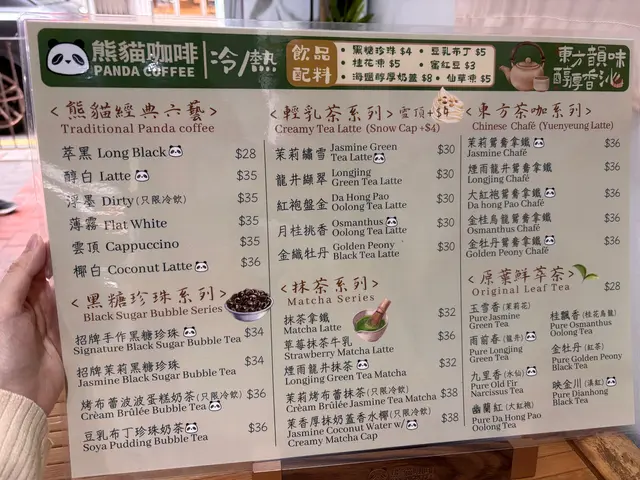 熊貓咖啡
PANDA COFFEE
冷/熱
飲品配料
• 黑糖珍珠 $4 • 豆乳布丁 $5
• 桂花凍 $5 • 蜜紅豆 $3
• 海鹽醇厚奶蓋 $8 • 仙草凍 $5
東方韻味
醇厚香沁
<熊貓經典六藝>
Traditional Panda coffee
萃黑 Long Black $28
醇白 Latte $35
浮墨 Dirty (只限冷飲) $35
薄霧 Flat White $35
雲頂 Cappuccino $35
椰白 Coconut Latte $36
<黑糖珍珠系列>
Black Sugar Bubble Series
招牌手作黑糖珍珠 $34
Signature Black Sugar Bubble Tea
招牌茉莉黑糖珍珠 $34
Jasmine Black Sugar Bubble Tea
烤布蕾波波蛋糕奶茶(只限冷飲) $36
Crèam Brûlée Bubble Tea
豆乳布丁珍珠奶茶 $36
Soya Pudding Bubble Tea
<輕乳茶系列> 雲頂+$4
Creamy Tea Latte (Snow Cap +$4)
茉莉繡雪 Jasmine Green Tea Latte $30
龍井纈翠 Longjing Green Tea Latte $30
紅袍盤金 Da Hong Pao Oolong Tea Latte $30
月桂挑香 Osmanthus Oolong Tea Latte $30
金織牡丹 Golden Peony Black Tea Latte $30
<抹茶系列>
Matcha Series
抹茶拿鐵 $32
Matcha Latte
草莓抹茶牛乳 $36
Strawberry Matcha Latte
煙雨龍井抹茶 $32
Longjing Green Tea Matcha
茉莉烤布蕾抹茶(只限冷飲) $38
Crèam Brûlée Jasmine Tea Matcha
茉香厚抹奶蓋香水椰(只限冷飲) $38
Jasmine Coconut Water w/
Creamy Matcha Cap
<東方茶咖系列>
Chinese Chafé (Yuenyeung Latte)
茉莉鴛鴦拿鐵 $36
Jasmine Chafé
煙雨龍井鴛鴦拿鐵 $36
Longjing Chafé
大紅袍鴛鴦拿鐵 $36
Da hong Pao Chafé
金桂烏龍鴛鴦拿鐵 $36
Osmanthus Chafé
金牡丹鴛鴦拿鐵 $36
Golden Peony Chafé
<原葉鮮萃茶>
Original Leaf Tea $28
玉雪香(茉莉花)
Pure Jasmine
Green Tea
雨前春(龍井)
Pure Longjing
Green Tea
九里香(水仙)
Pure Old Fir
Narcissus Tea
幽蘭紅(大紅袍)
Pure Da Hong Pao
Oolong Tea
桂飄香(桂花烏龍)
Pure Osmanthus
Oolong Tea
金牡丹(紅茶)
Pure Golden Peony
Black Tea
映金川(滇紅)
Pure Dianhong
Black Tea